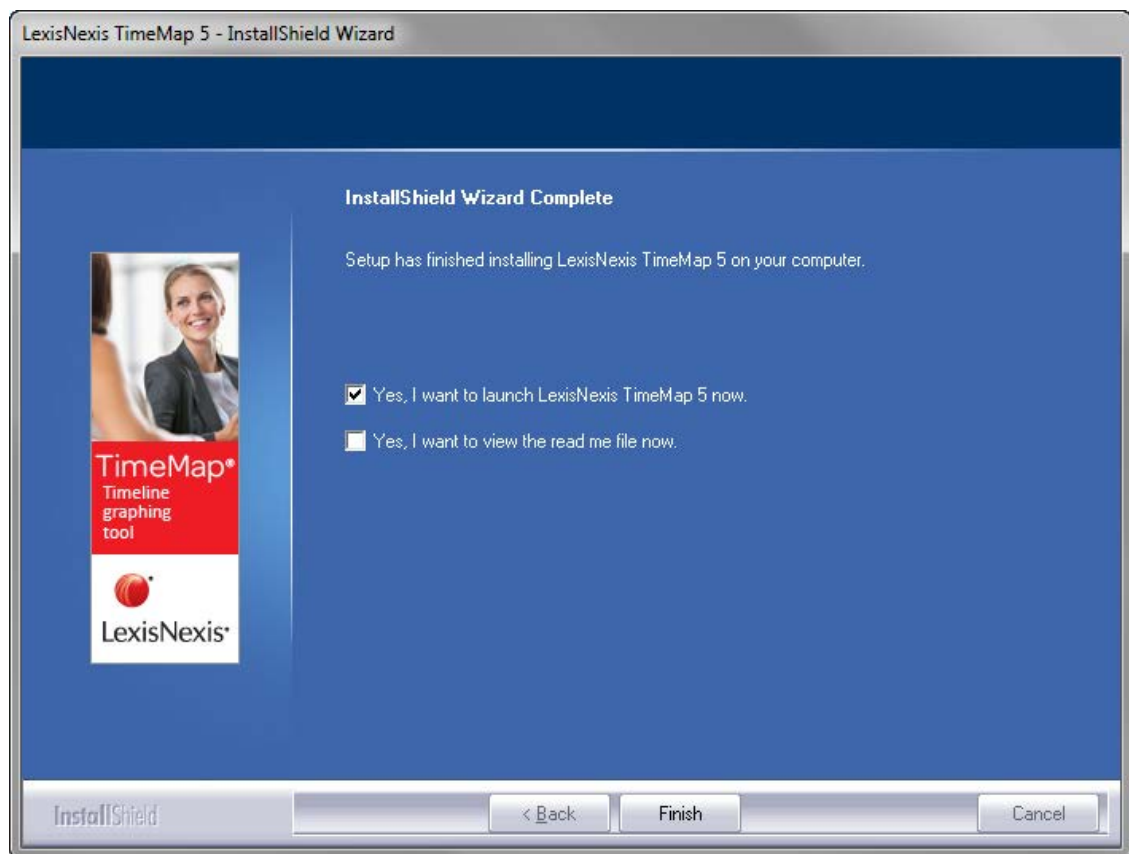 LexisNexis TimeMap 5 - InstallShield Wizard
InstallShield Wizard Complete
Setup has finished installing LexisNexis TimeMap 5 on your computer.
Yes, I want to launch LexisNexis TimeMap 5 now.
Yes, I want to view the read me file now.
TimeMap®
Timeline
graphing
tool
LexisNexis®
InstallShield
< Back
Finish
Cancel